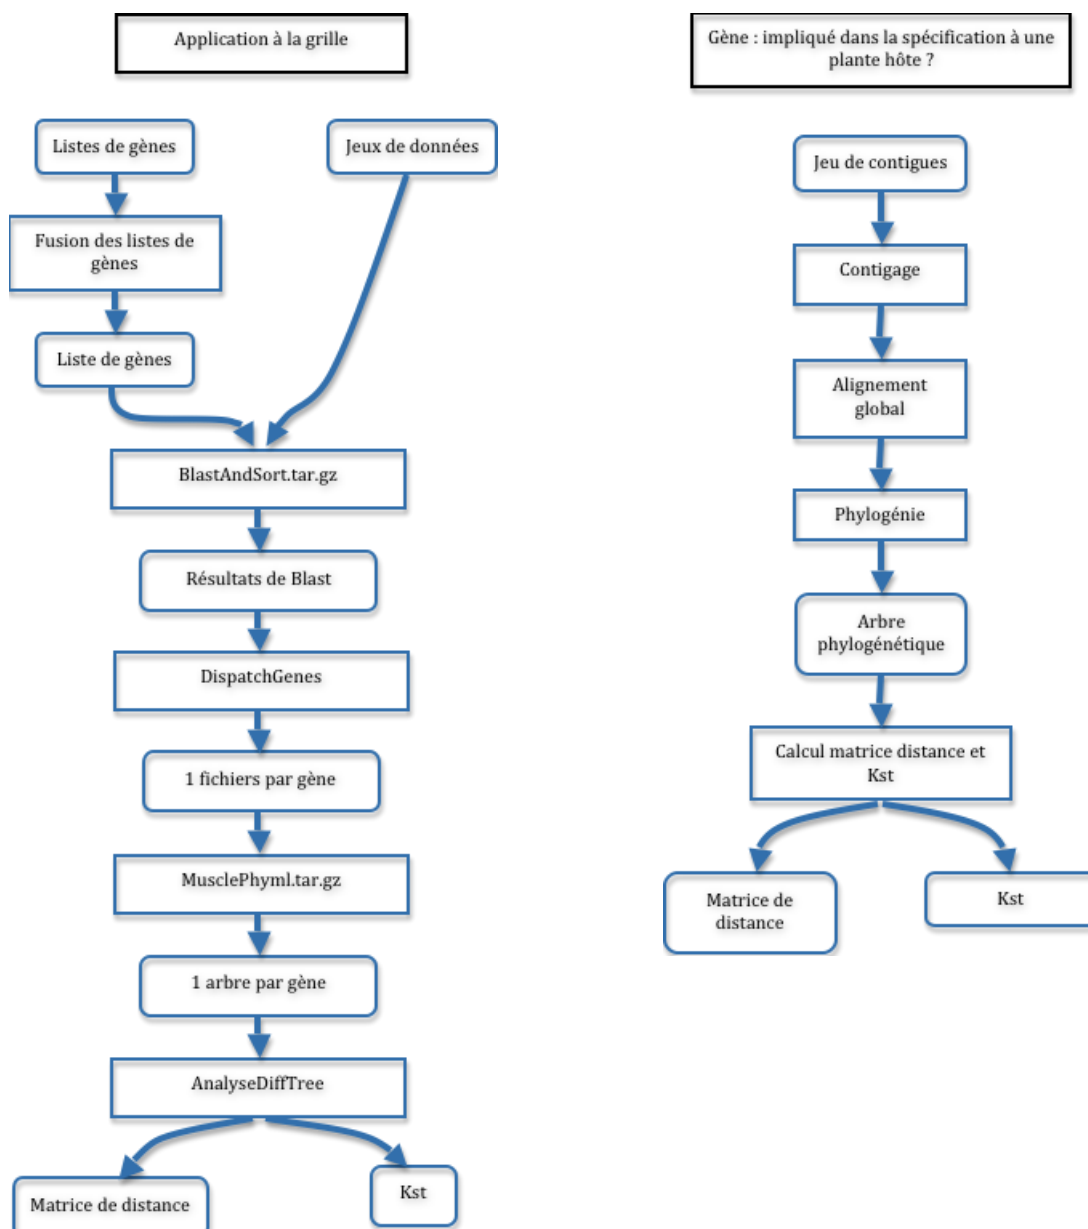 Application à la grille
Listes de gènes
Jeux de données
Fusion des listes de
gènes
Liste de gènes
BlastAndSort.tar.gz
Résultats de Blast
DispatchGenes
1 fichiers par gène
MusclePhyml.tar.gz
1 arbre par gène
AnalyseDiffTree
Matrice de distance
Kst
Gène : impliqué dans la spécification à une
plante hôte ?
Jeu de contigues
Contigage
Alignement
global
Phylogénie
Arbre
phylogénétique
Calcul matrice distance et
Kst
Matrice de
distance
Kst